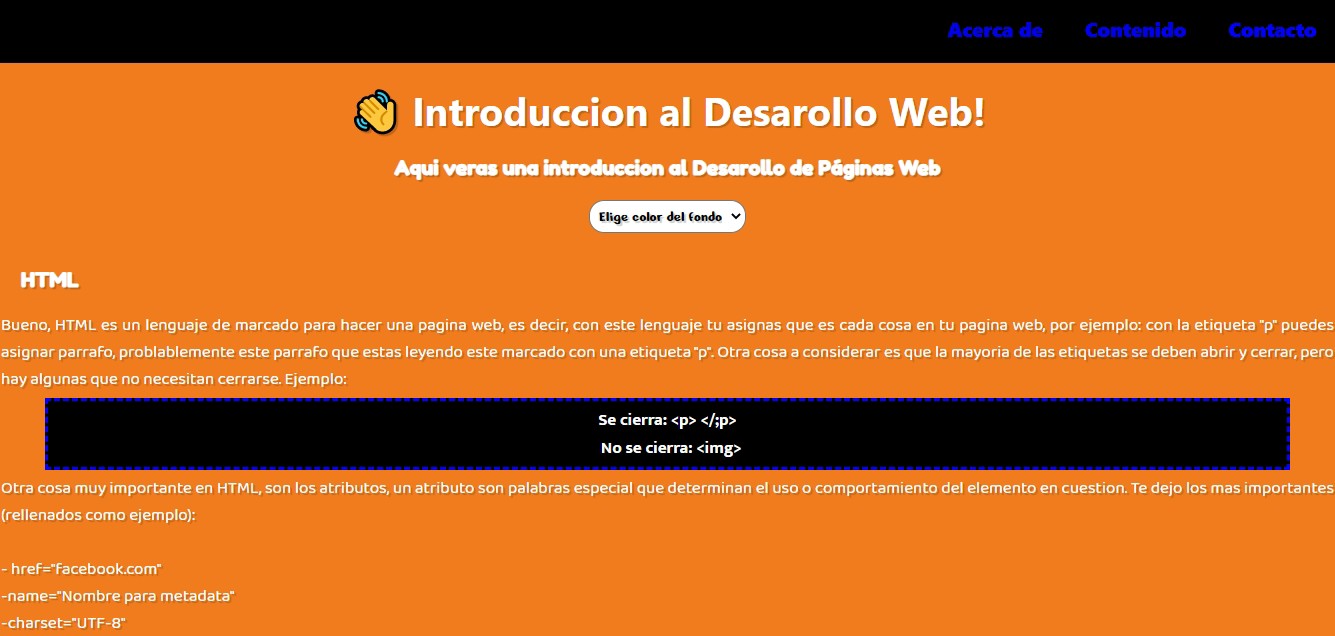 Acerca de Contenido Contacto
👋 Introduccion al Desarollo Web!
Aqui veras una introduccion al Desarollo de Páginas Web
Elige color del fondo
HTML
Bueno, HTML es un lenguaje de marcado para hacer una pagina web, es decir, con este lenguaje tu asignas que es cada cosa en tu pagina web, por ejemplo: con la etiqueta "p" puedes
asignar parrafo, problablemente este parrafo que estas leyendo este marcado con una etiqueta "p". Otra cosa a considerar es que la mayoria de las etiquetas se deben abrir y cerrar, pero
hay algunas que no necesitan cerrarse. Ejemplo:
Se cierra: <p> </;p>
No se cierra: <img>
Otra cosa muy importante en HTML, son los atributos, un atributo son palabras especial que determinan el uso o comportamiento del elemento en cuestion. Te dejo los mas importantes
(rellenados como ejemplo):
- href="facebook.com"
-name="Nombre para metadata"
-charset="UTF-8"